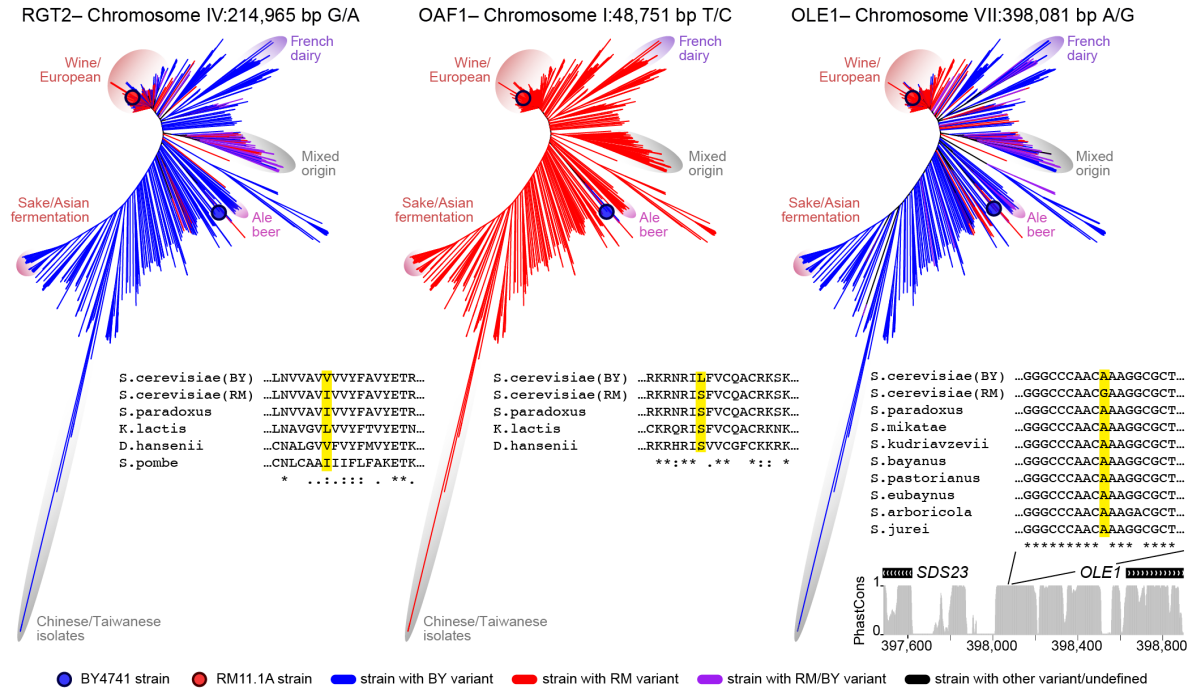 RGT2– Chromosome IV:214,965 bp G/A
Wine/
European
French
dairy
Mixed
origin
Sake/Asian
fermentation
Ale
beer
Chinese/Taiwanese
isolates
S.cerevisiae(BY) …LNVVAVVVVYFAVYETR…
S.cerevisiae(RM) …LNVVAVIVVYFAVYETR…
S.paradoxus …LNVVAVIVVYFAVYETR…
K.lactis …LNAVGVLVVYFTVYETN…
D.hansenii …CNALGVVFVYFMVYETK…
S.pombe …CNLCAAIIIFLFAKETK…
* ..:.::: . **.
OAF1– Chromosome I:48,751 bp T/C
Wine/
European
French
dairy
Mixed
origin
Sake/Asian
fermentation
Ale
beer
Chinese/Taiwanese
isolates
S.cerevisiae(BY) …RKRNRILFVCQACRKSK…
S.cerevisiae(RM) …RKRNRISFVCQACRKSK…
S.paradoxus …RKRNRISFVCQACRKSK…
K.lactis …CKRQRISFVCQACRKNK…
D.hansenii …RKRHRISVVCGFCKKRK…
**:** .** *:: *
OLE1– Chromosome VII:398,081 bp A/G
Wine/
European
French
dairy
Mixed
origin
Sake/Asian
fermentation
Ale
beer
Chinese/Taiwanese
isolates
S.cerevisiae(BY) …GGGCCCAACAAAGGCGCT…
S.cerevisiae(RM) …GGGCCCAACGAAGGCGCT…
S.paradoxus …GGGCCCAACAAAGGCGCT…
S.mikatae …GGGCCCAACAAAGGCGCT…
S.kudriavzevii …GGGCCCAACAAAGGCGCT…
S.bayanus …GGGCCCAACAAAGGCGCT…
S.pastorianus …GGGCCCAACAAAGGCGCT…
S.eubaynus …GGGCCCAACAAAGGCGCT…
S.arboricola …GGGCCCAACAAAGACGCT…
S.jurei …GGGCCCAACAAAGGCGCT…
********* *** ****
SDS23 OLE1
PhastCons
1
0
397,600 398,000 398,400 398,800
BY4741 strain RM11.1A strain strain with BY variant strain with RM variant strain with RM/BY variant strain with other variant/undefined